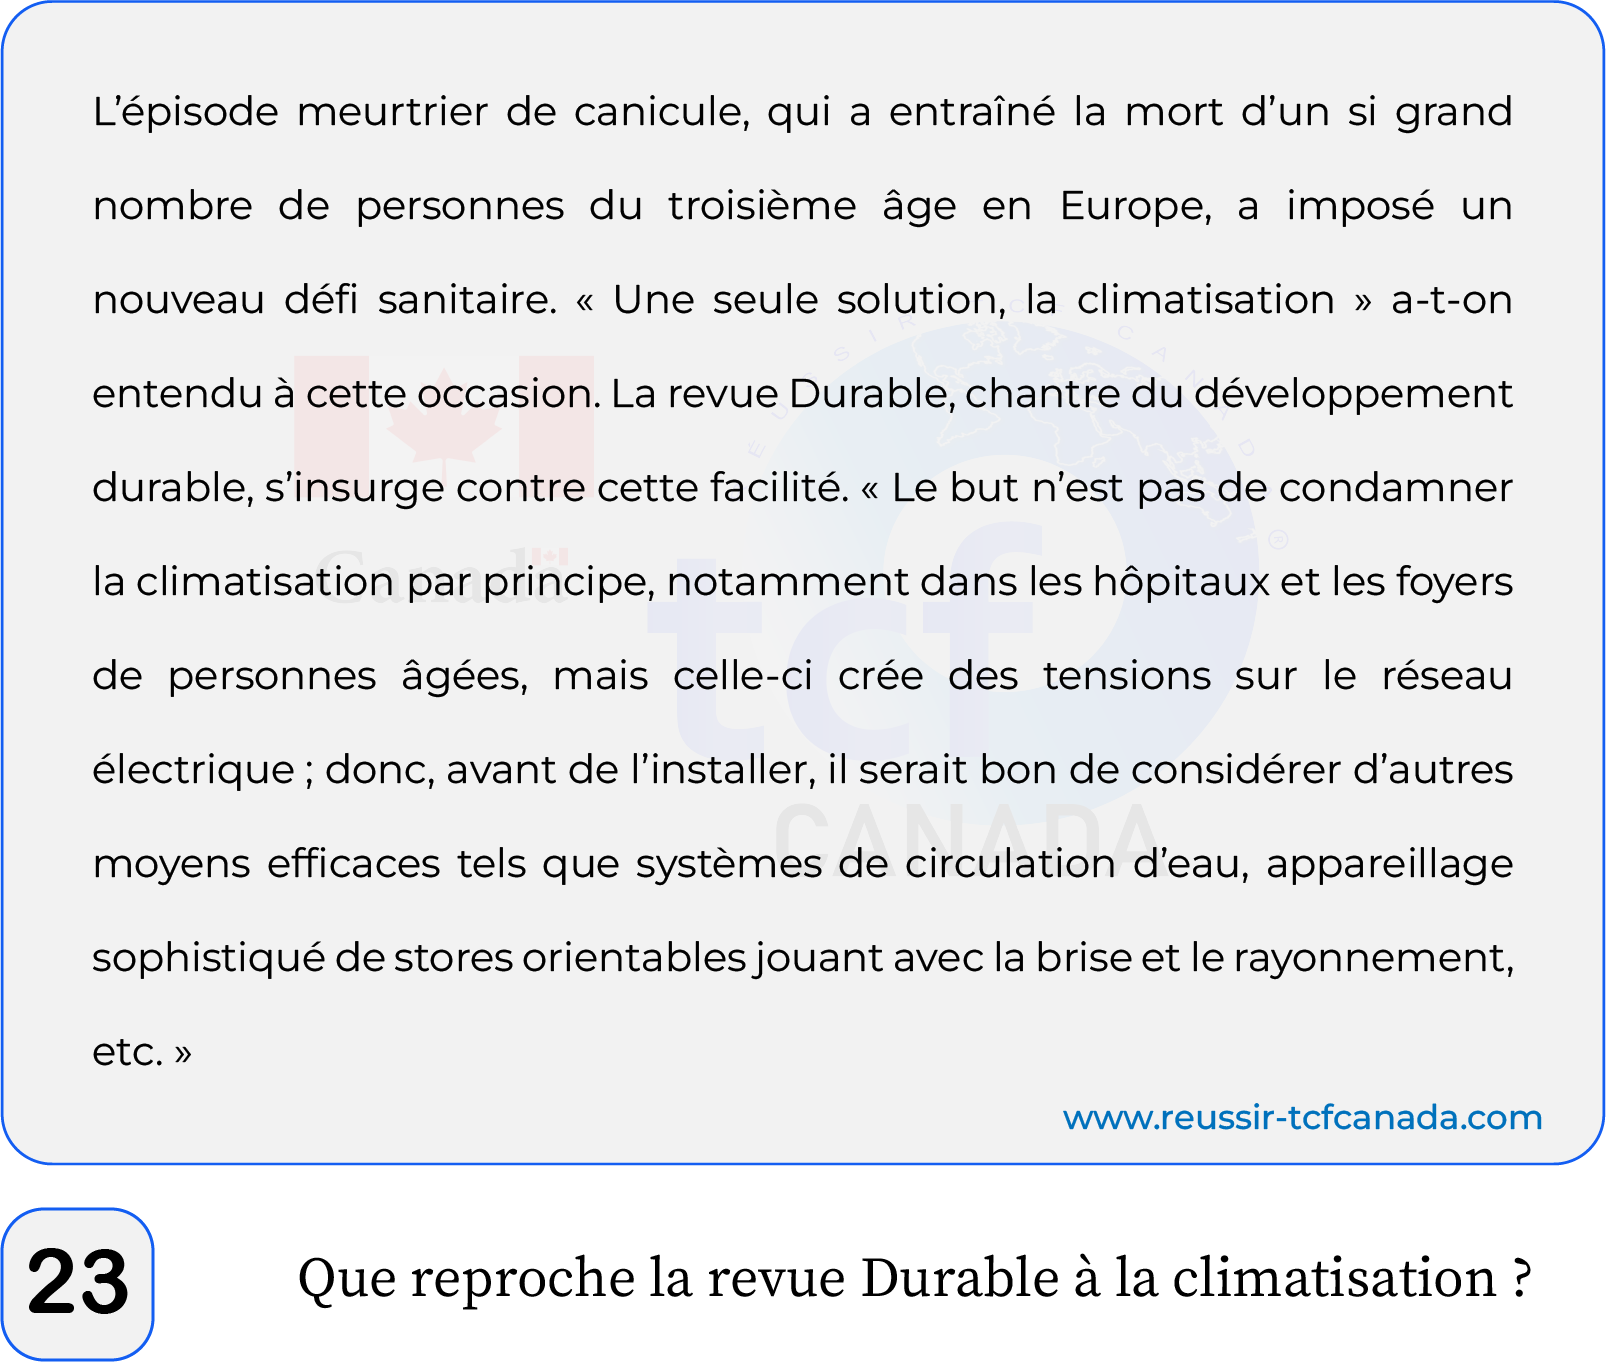 L’épisode meurtrier de canicule, qui a entraîné la mort d’un si grand
nombre de personnes du troisième âge en Europe, a imposé un
nouveau défi sanitaire. « Une seule solution, la climatisation » a-t-on
entendu à cette occasion. La revue Durable, chantre du développement
durable, s’insurge contre cette facilité. « Le but n’est pas de condamner
la climatisation par principe, notamment dans les hôpitaux et les foyers
de personnes âgées, mais celle-ci crée des tensions sur le réseau
électrique ; donc, avant de l’installer, il serait bon de considérer d’autres
moyens efficaces tels que systèmes de circulation d’eau, appareillage
sophistiqué de stores orientables jouant avec la brise et le rayonnement,
etc. »
www.reussir-tcfcanada.com
23
Que reproche la revue Durable à la climatisation ?
Canada
tcf
CANADA